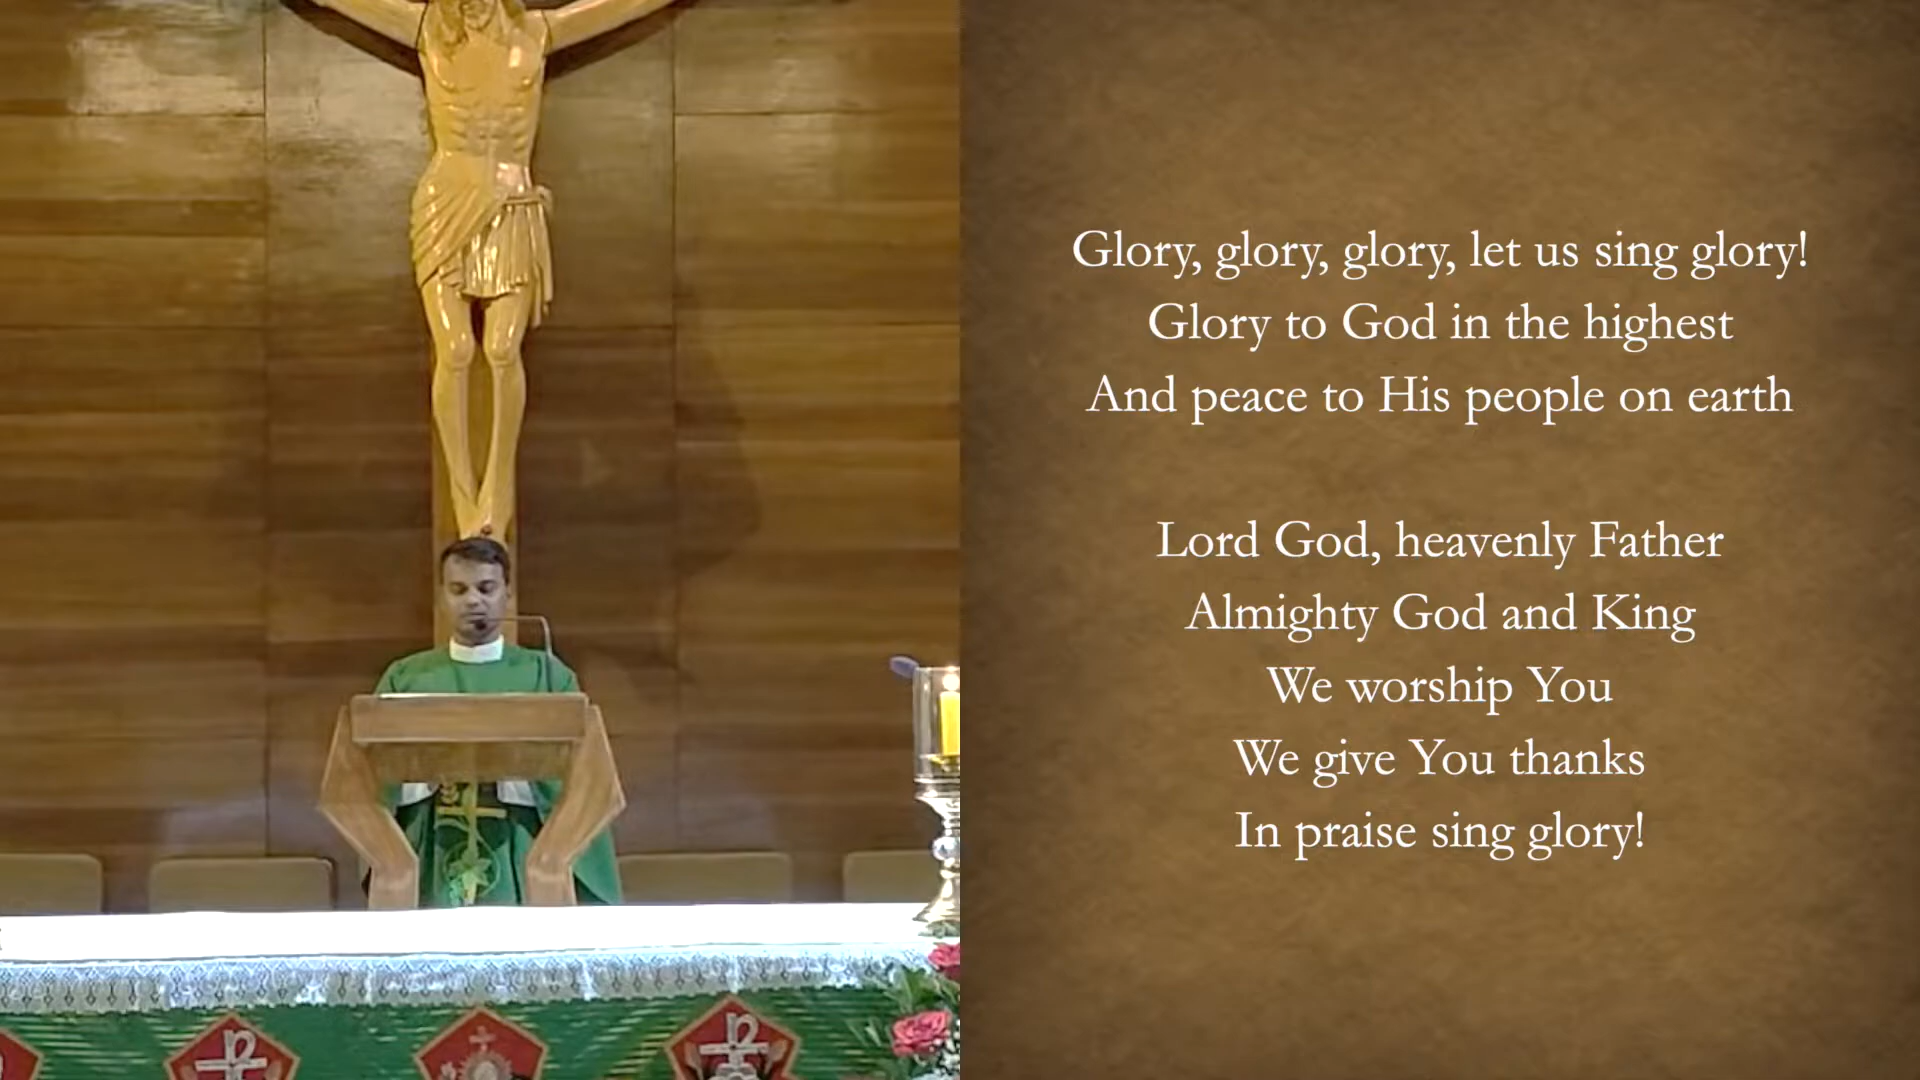 Glory, glory, glory, let us sing glory!
Glory to God in the highest
And peace to His people on earth
Lord God, heavenly Father
Almighty God and King
We worship You
We give You thanks
In praise sing glory!